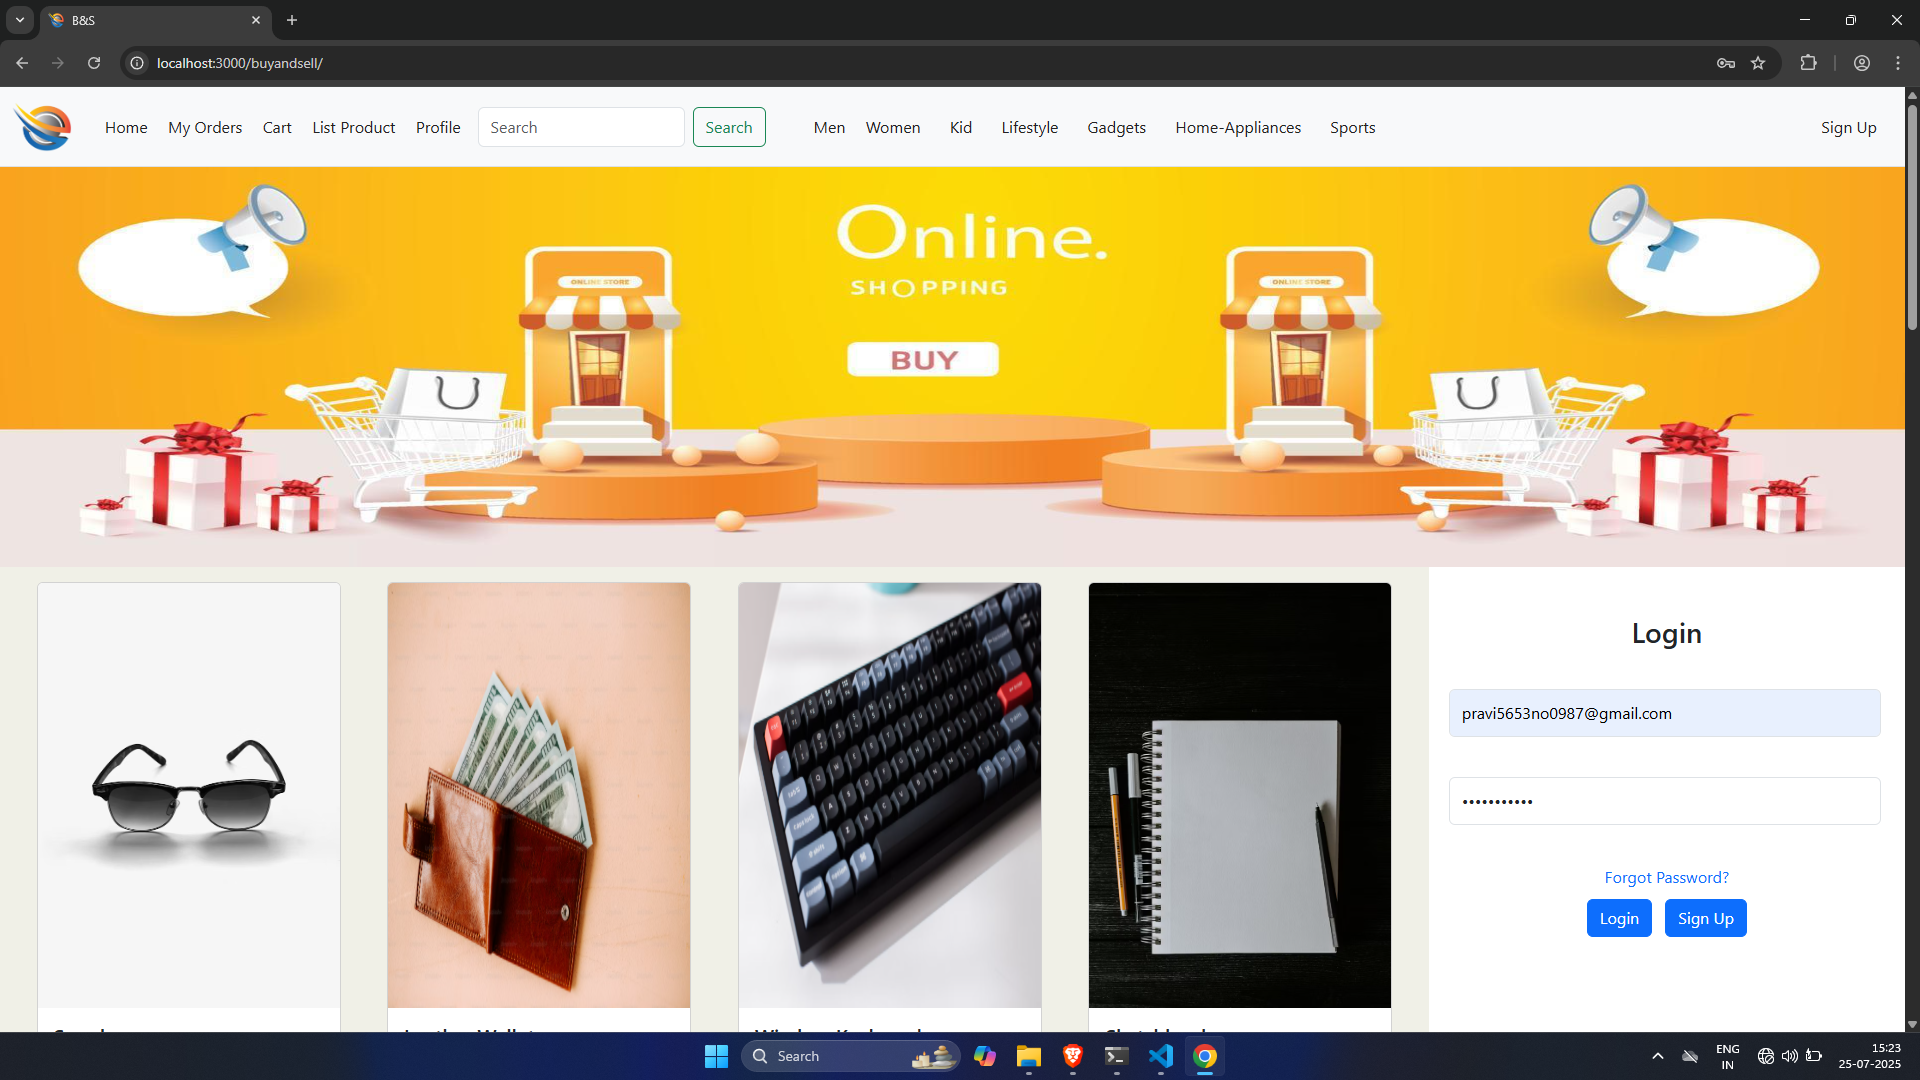 B&S
localhost:3000/buyandsell/
Home
My Orders
Cart
List Product
Profile
Search
Search
Men
Women
Kid
Lifestyle
Gadgets
Home-Appliances
Sports
Sign Up
Online.
SHOPPING
BUY
ONLINE STORE
ONLINE STORE
Login
pravi5653no0987@gmail.com
•••••••••••
Forgot Password?
Login
Sign Up
Search
ENG
IN
15:23
25-07-2025